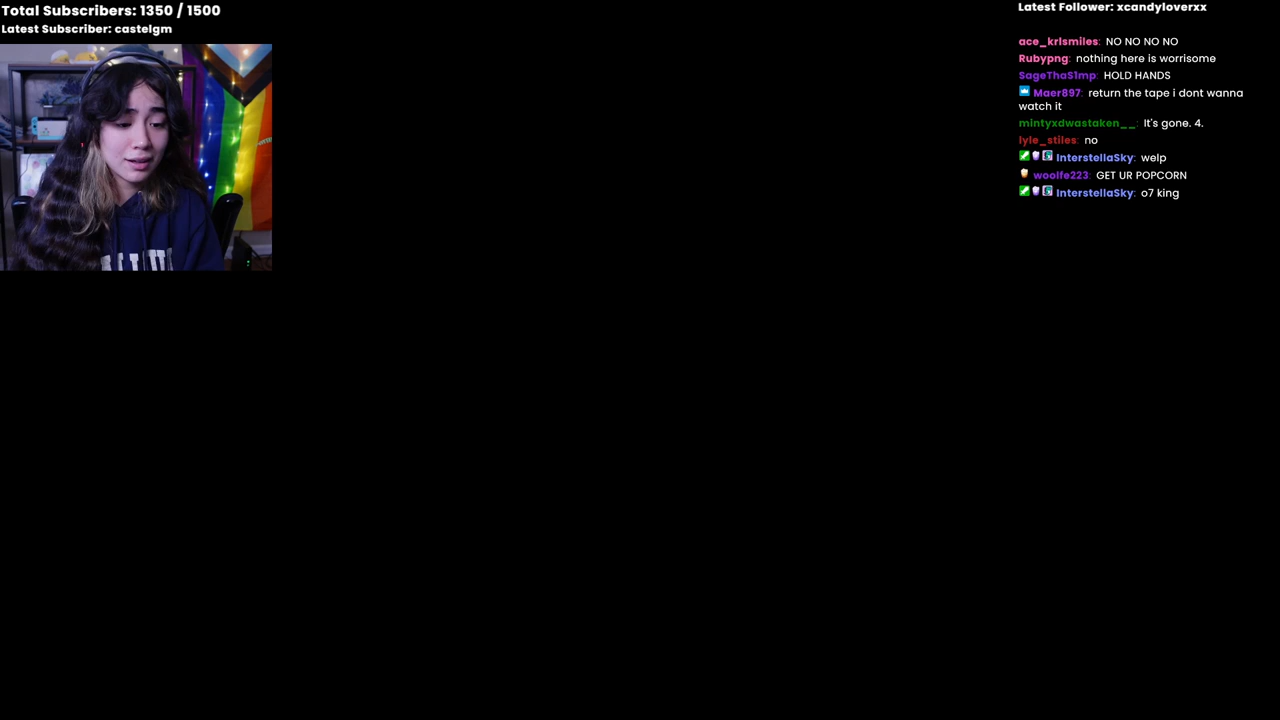 Total Subscribers: 1350 / 1500
Latest Subscriber: castelgm
Latest Follower: xcandyloverxx
ace_krlsmiles: NO NO NO NO
Rubypng: nothing here is worrisome
SageThaS1mp: HOLD HANDS
Maer897: return the tape i dont wanna
watch it
mintyxdwastaken__: It's gone. 4.
lyle_stiles: no
InterstellaSky: welp
woolfe223: GET UR POPCORN
InterstellaSky: o7 king